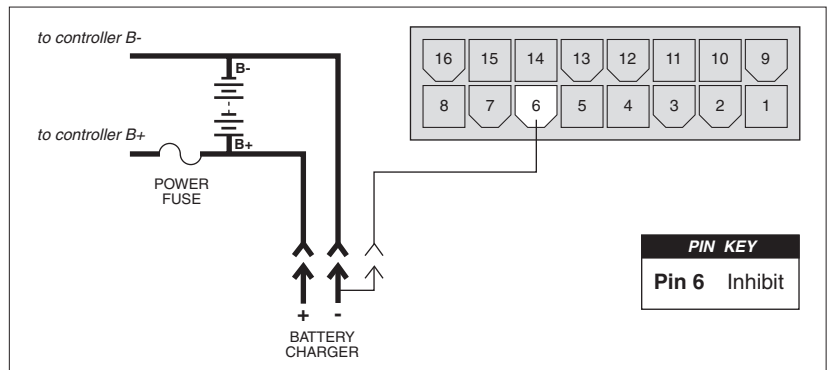 to controller B-
B-
to controller B+
B+
POWER
FUSE
16 15 14 13 12 11 10 9
8 7 6 5 4 3 2 1
PIN KEY
Pin 6 Inhibit
+ -
BATTERY
CHARGER